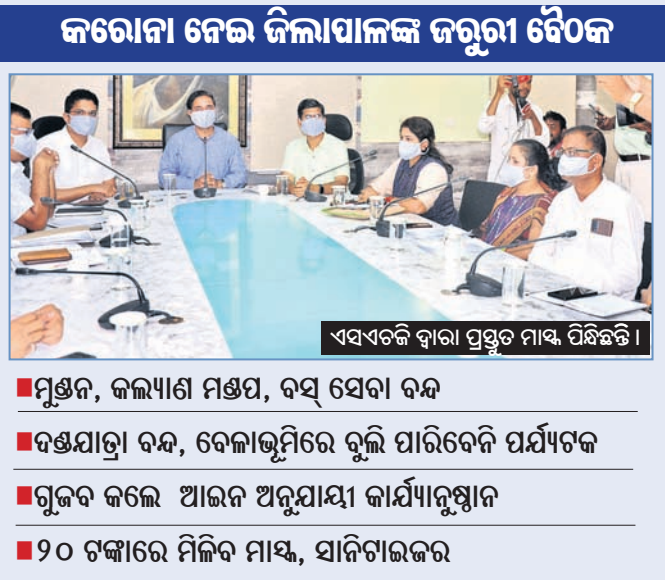 କରୋନା ନେଇ ଜିଲାପାଳଙ୍କ ଜରୁରୀ ବୈଠକ
ଏସଏଚଜି ଦ୍ୱାରା ପ୍ରସ୍ତୁତ ମାସ୍କ ପିନ୍ଧିଛନ୍ତି ।
■ମୁଣ୍ଡନ, କଲ୍ୟାଣ ମଣ୍ଡପ, ବସ୍ ସେବା ବନ୍ଦ
■ଦଣ୍ଡଯାତ୍ରା ବନ୍ଦ, ବେଳାଭୂମିରେ ବୁଲି ପାରିବେନି ପର୍ଯ୍ୟଟକ
■ଗୁଜବ କଲେ ଆଇନ ଅନୁଯାୟୀ କାର୍ଯ୍ୟାନୁଷ୍ଠାନ
■୨୦ ଟଙ୍କାରେ ମିଳିବ ମାସ୍କ, ସାନିଟାଇଜର